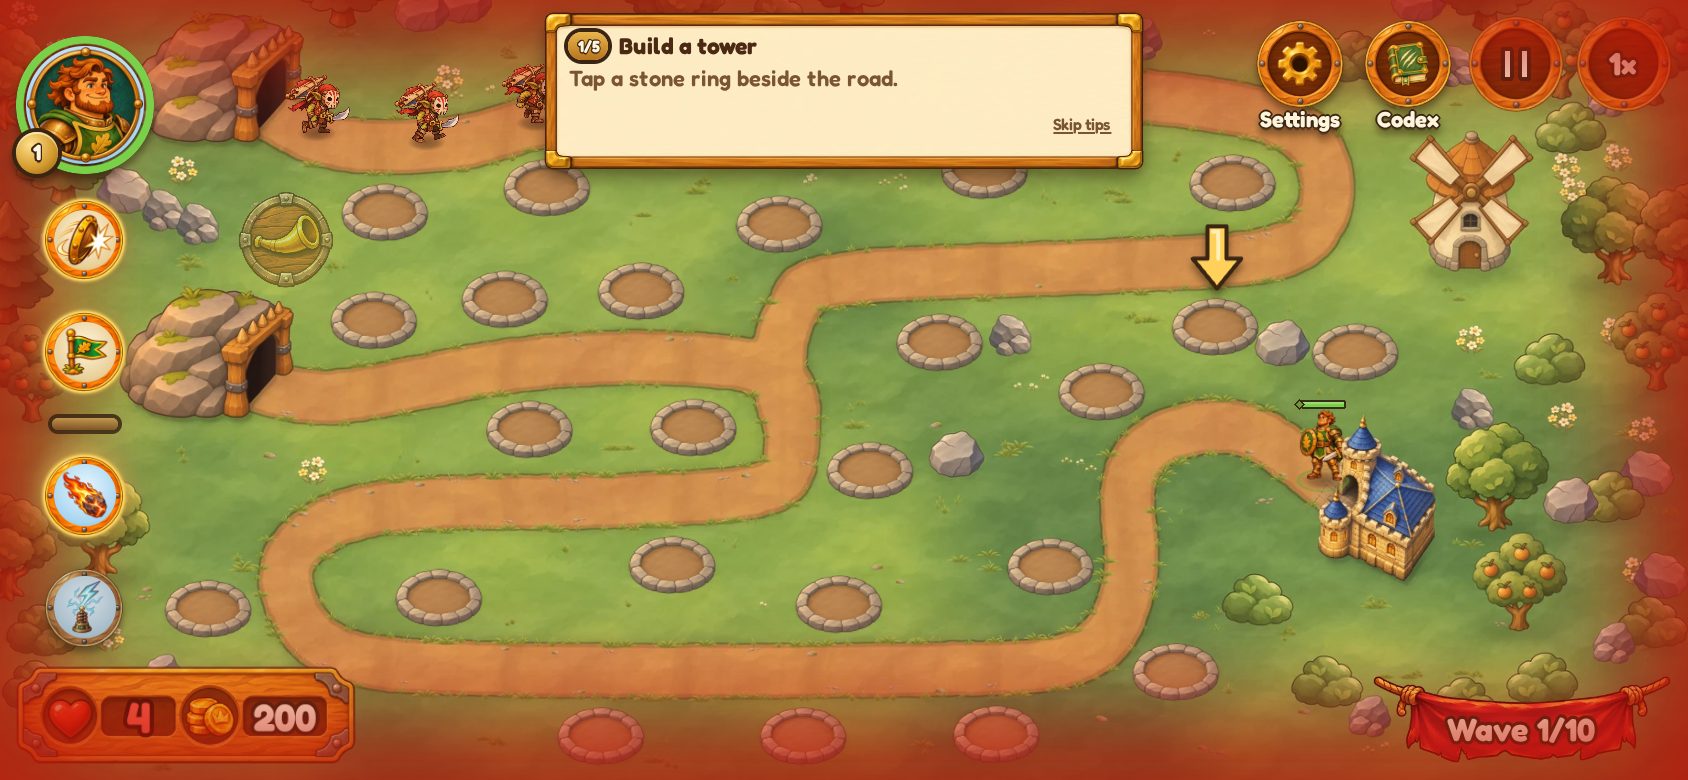 1/5 Build a tower
Tap a stone ring beside the road.
Skip tips
Settings
Codex
1x
1
4
200
Wave 1/10